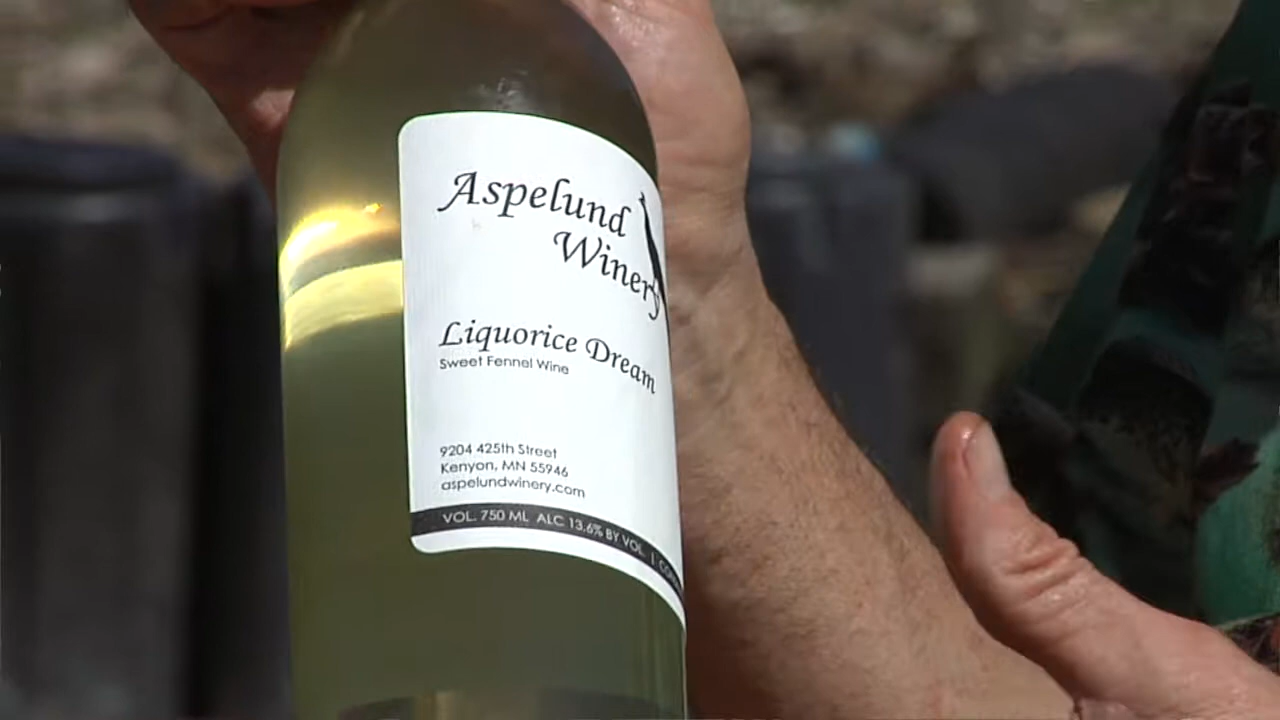 Aspelund
Winery
Liquorice Dream
Sweet Fennel Wine
9204 425th Street
Kenyon, MN 55946
aspelundwinery.com
VOL. 750 ML ALC 13.6% BY VOL. |